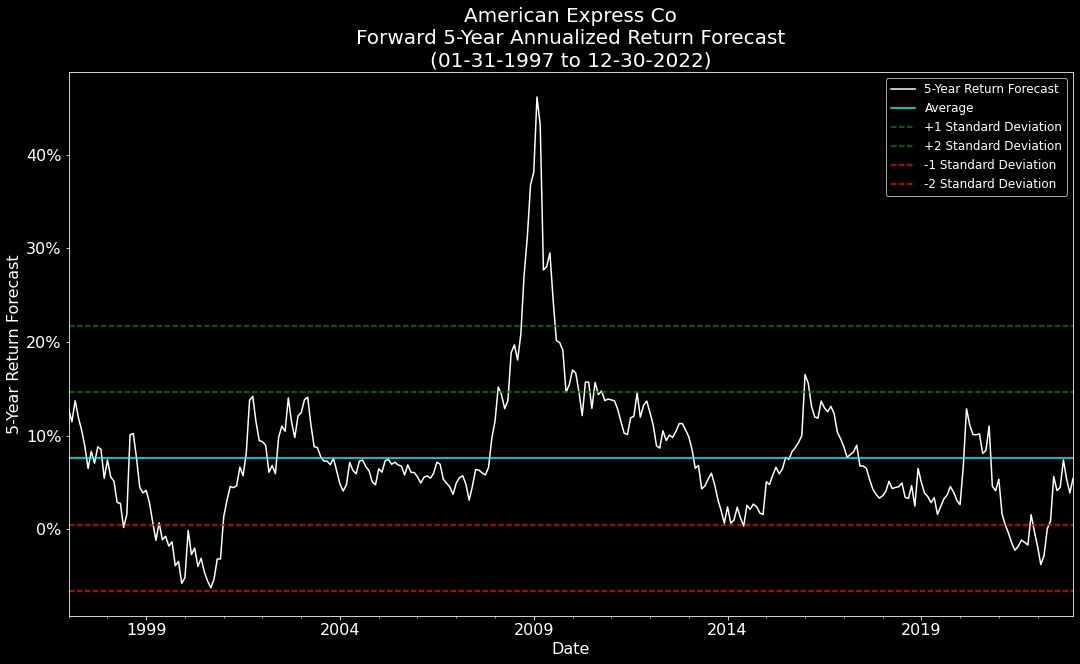 American Express Co
Forward 5-Year Annualized Return Forecast
(01-31-1997 to 12-30-2022)
5-Year Return Forecast
Average
+1 Standard Deviation
+2 Standard Deviation
-1 Standard Deviation
-2 Standard Deviation
5-Year Return Forecast
40%
30%
20%
10%
0%
1999
2004
2009
2014
2019
Date